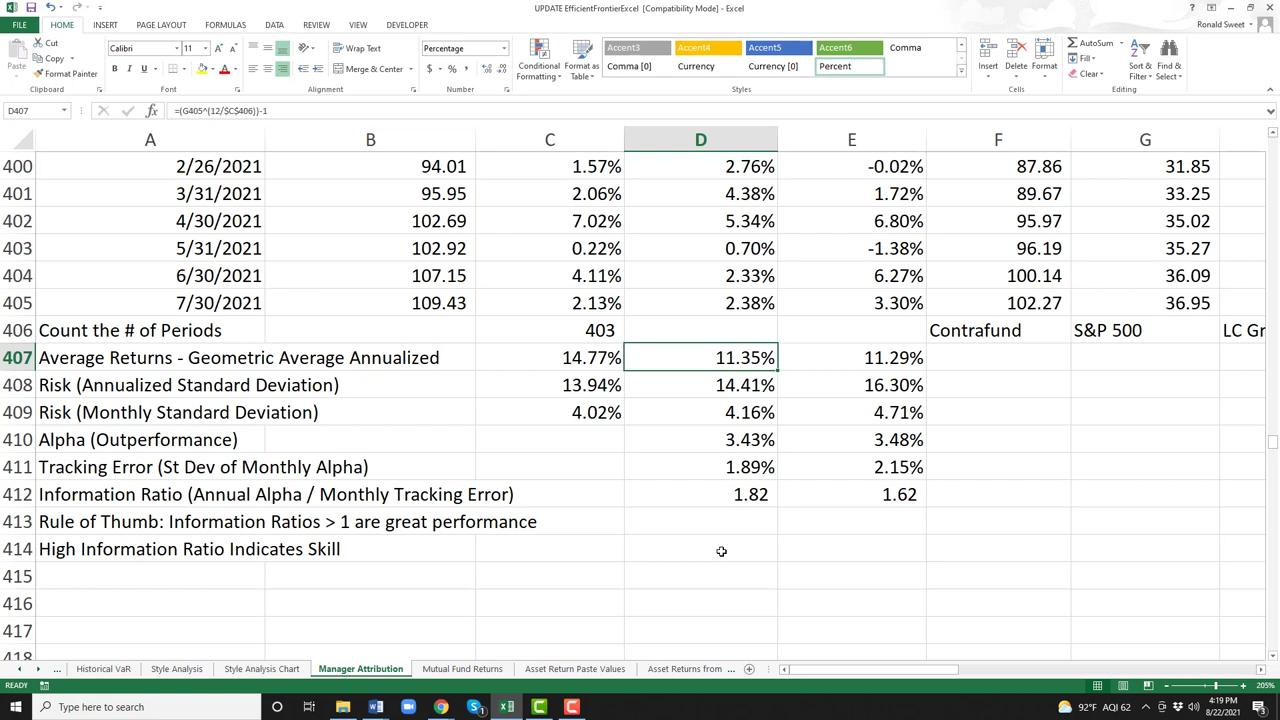 UPDATE EfficientFrontierExcel [Compatibility Mode] - Excel
FILE HOME INSERT PAGE LAYOUT FORMULAS DATA REVIEW VIEW DEVELOPER Ronald Sweet
Cut
Copy
Format Painter
Paste
Clipboard
Calibri 11
Font
Wrap Text
Merge & Center
Alignment
Percentage
Number
Conditional Formatting
Format as Table
Accent3 Accent4 Accent5 Accent6 Comma
Comma [0] Currency Currency [0] Percent
Styles
Insert Delete Format
Cells
AutoSum
Fill
Clear
Sort & Filter
Find & Select
Editing
D407 =(G405^(12/$C$406))-1
A B C D E F G
400 2/26/2021 94.01 1.57% 2.76% -0.02% 87.86 31.85
401 3/31/2021 95.95 2.06% 4.38% 1.72% 89.67 33.25
402 4/30/2021 102.69 7.02% 5.34% 6.80% 95.97 35.02
403 5/31/2021 102.92 0.22% 0.70% -1.38% 96.19 35.27
404 6/30/2021 107.15 4.11% 2.33% 6.27% 100.14 36.09
405 7/30/2021 109.43 2.13% 2.38% 3.30% 102.27 36.95
406 Count the # of Periods 403 Contrafund S&P 500 LC Gr
407 Average Returns - Geometric Average Annualized 14.77% 11.35% 11.29%
408 Risk (Annualized Standard Deviation) 13.94% 14.41% 16.30%
409 Risk (Monthly Standard Deviation) 4.02% 4.16% 4.71%
410 Alpha (Outperformance) 3.43% 3.48%
411 Tracking Error (St Dev of Monthly Alpha) 1.89% 2.15%
412 Information Ratio (Annual Alpha / Monthly Tracking Error) 1.82 1.62
413 Rule of Thumb: Information Ratios > 1 are great performance
414 High Information Ratio Indicates Skill
415
416
417
418
... Historical VaR Style Analysis Style Analysis Chart Manager Attribution Mutual Fund Returns Asset Return Paste Values Asset Returns from ...
READY 205%
Type here to search 92°F AQI 62 4:19 PM
8/22/2021